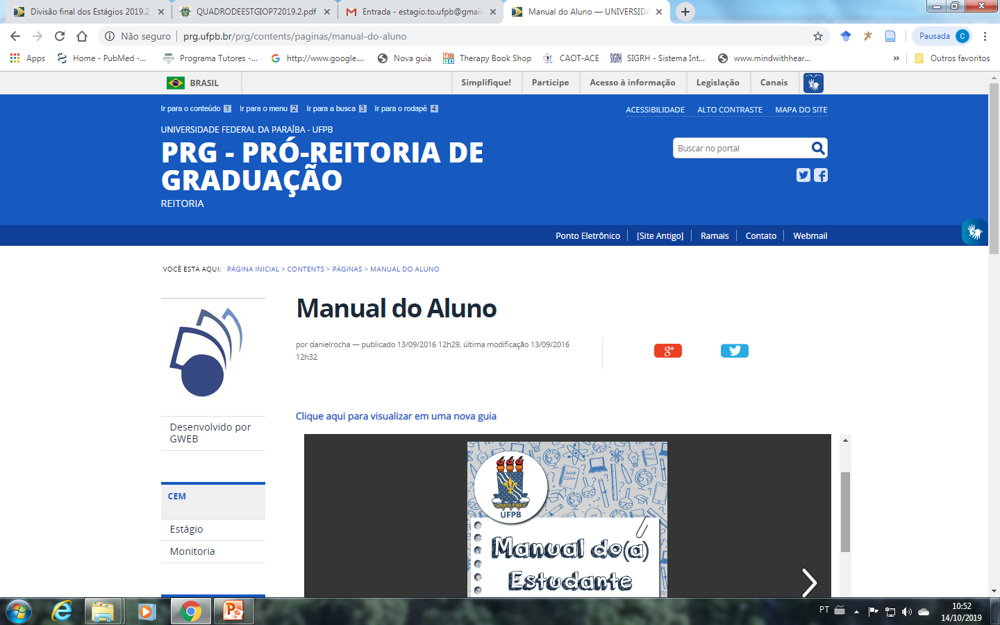 Divisão final dos Estágios 2019.2
QUADRODEESTGIOP72019.2.pdf
Entrada - estagio.to.ufpb@gmail.
Manual do Aluno — UNIVERSIDA
Não seguro
prg.ufpb.br/prg/contents/paginas/manual-do-aluno
Pausada
C
Apps
Home - PubMed -...
Programa Tutores -...
http://www.google....
Nova guia
Therapy Book Shop
CAOT-ACE
SIGRH - Sistema Int...
www.mindwithhear...
»
Outros favoritos
BRASIL
Simplifique!
Participe
Acesso à informação
Legislação
Canais
Ir para o conteúdo 1
Ir para o menu 2
Ir para a busca 3
Ir para o rodapé 4
ACESSIBILIDADE
ALTO CONTRASTE
MAPA DO SITE
UNIVERSIDADE FEDERAL DA PARAÍBA - UFPB
PRG - PRÓ-REITORIA DE
GRADUAÇÃO
REITORIA
Buscar no portal
Ponto Eletrônico
[Site Antigo]
Ramais
Contato
Webmail
VOCÊ ESTÁ AQUI: PÁGINA INICIAL > CONTENTS > PÁGINAS > MANUAL DO ALUNO
Manual do Aluno
por danielrocha — publicado 13/09/2016 12h29, última modificação 13/09/2016
12h32
g+
Clique aqui para visualizar em uma nova guia
Desenvolvido por
GWEB
CEM
Estágio
Monitoria
keep
Calm
UFPB
Manual do(a)
Estudante
PT
10:52
14/10/2019